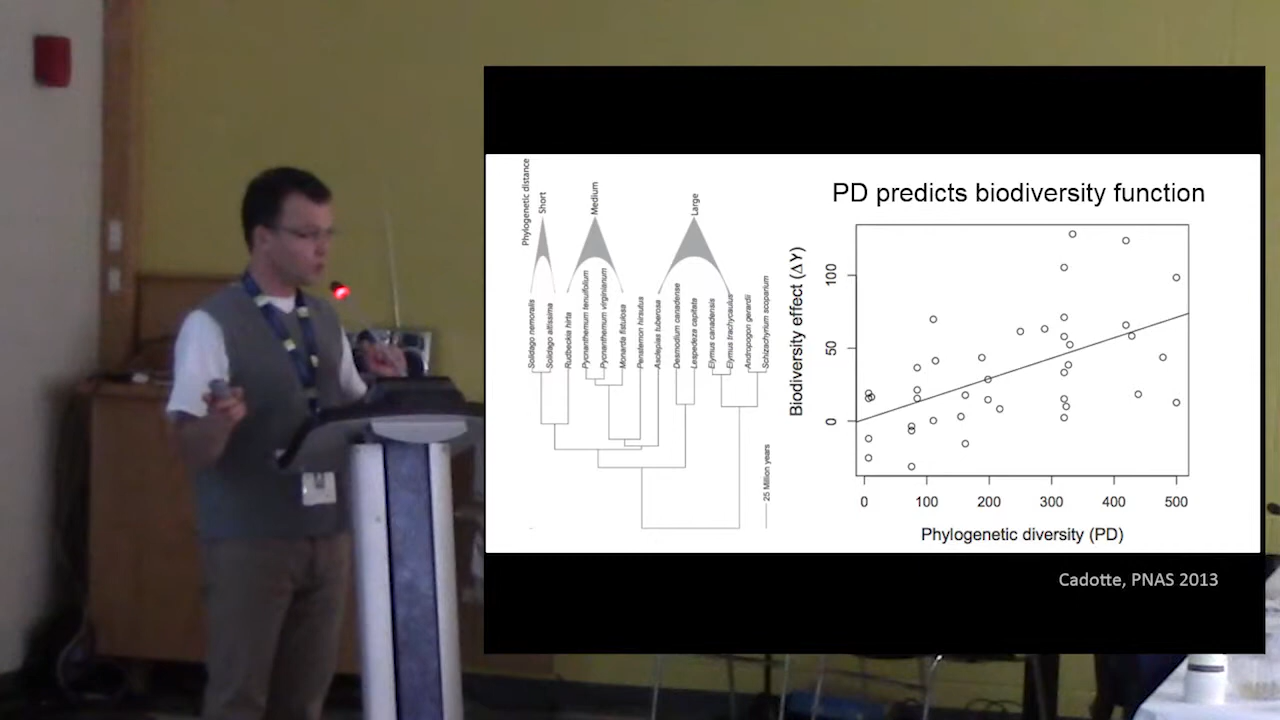 Phylogenetic distance
Short
Medium
Large
Solidago nemoralis
Solidago altissima
Rudbeckia hirta
Pycnanthemum tenuifolium
Pycnanthemum virginianum
Monarda fistulosa
Penstemon hirsutus
Asclepias tuberosa
Desmodium canadense
Lespedeza capitata
Elymus canadensis
Elymus trachycaulus
Andropogon gerardii
Schizachyrium scoparium
25 Million years
PD predicts biodiversity function
Biodiversity effect (ΔY)
100
50
0
0 100 200 300 400 500
Phylogenetic diversity (PD)
Cadotte, PNAS 2013